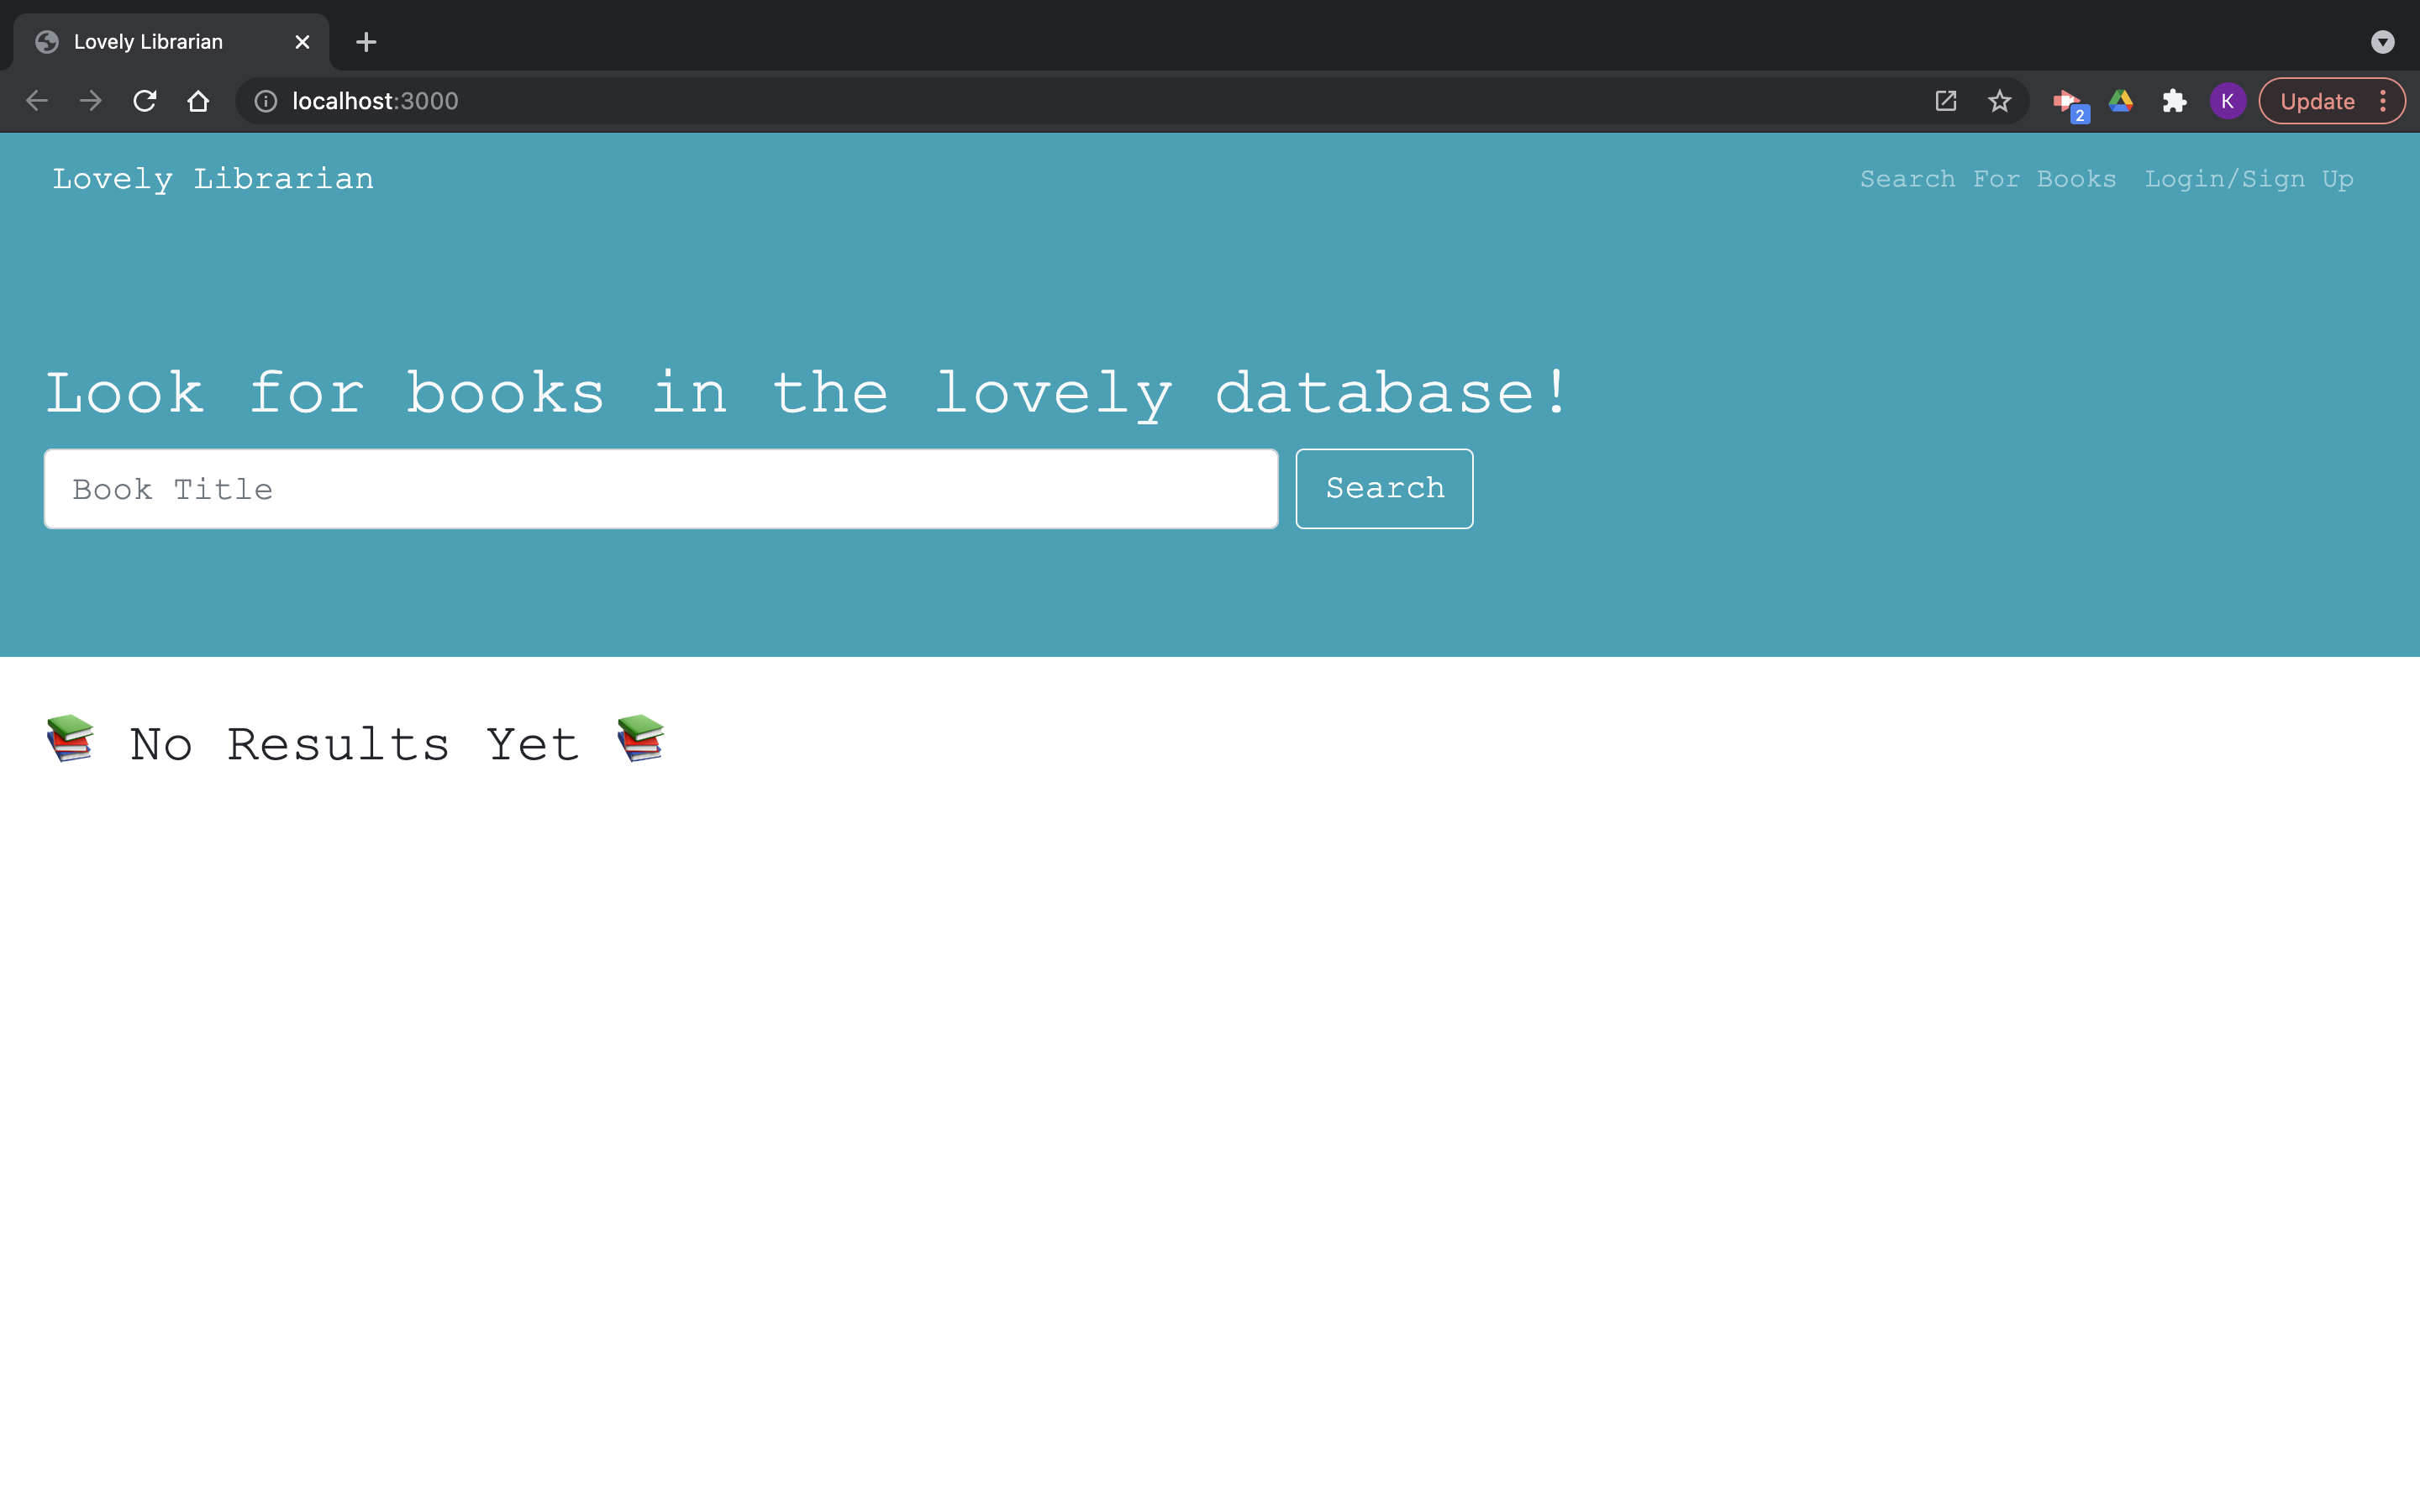 Lovely Librarian
localhost:3000
2
K
Update
Lovely Librarian
Search For Books Login/Sign Up
Look for books in the lovely database!
Book Title
Search
No Results Yet